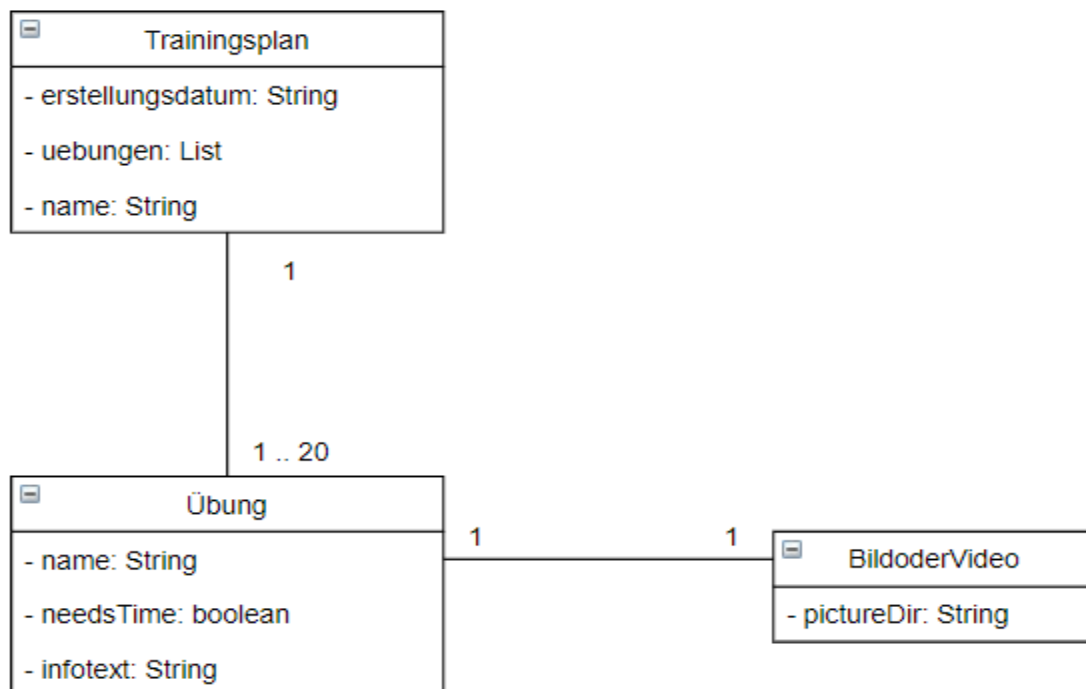 Trainingsplan
- erstellungsdatum: String
- uebungen: List
- name: String
1
1 .. 20
Übung
- name: String
- needsTime: boolean
- infotext: String
1
1
BildoderVideo
- pictureDir: String